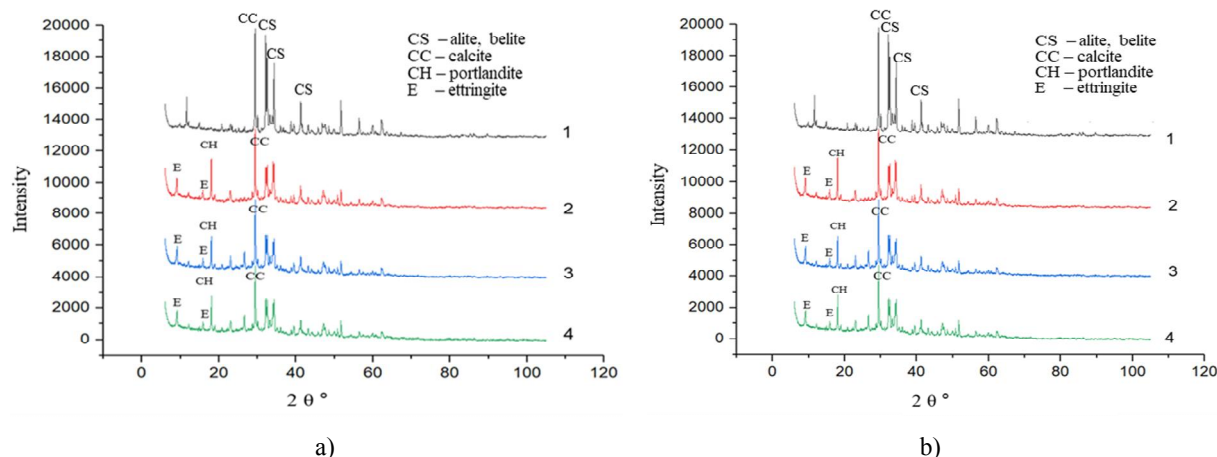 20000
18000
16000
14000
12000
10000
8000
6000
4000
2000
0
Intensity
CC
CS
CS
CS
CS – alite, belite
CC – calcite
CH – portlandite
E – ettringite
1
CH
CC
E
E
2
CC
CH
E
E
3
CC
CH
E
E
4
0
20
40
60
80
100
120
2 θ °
a)
20000
18000
16000
14000
12000
10000
8000
6000
4000
2000
0
Intensity
CC
CS
CS
CS
CS – alite, belite
CC – calcite
CH – portlandite
E – ettringite
1
CC
CH
E
E
2
CC
CH
E
E
3
CC
CH
E
E
4
0
20
40
60
80
100
120
2 θ °
b)